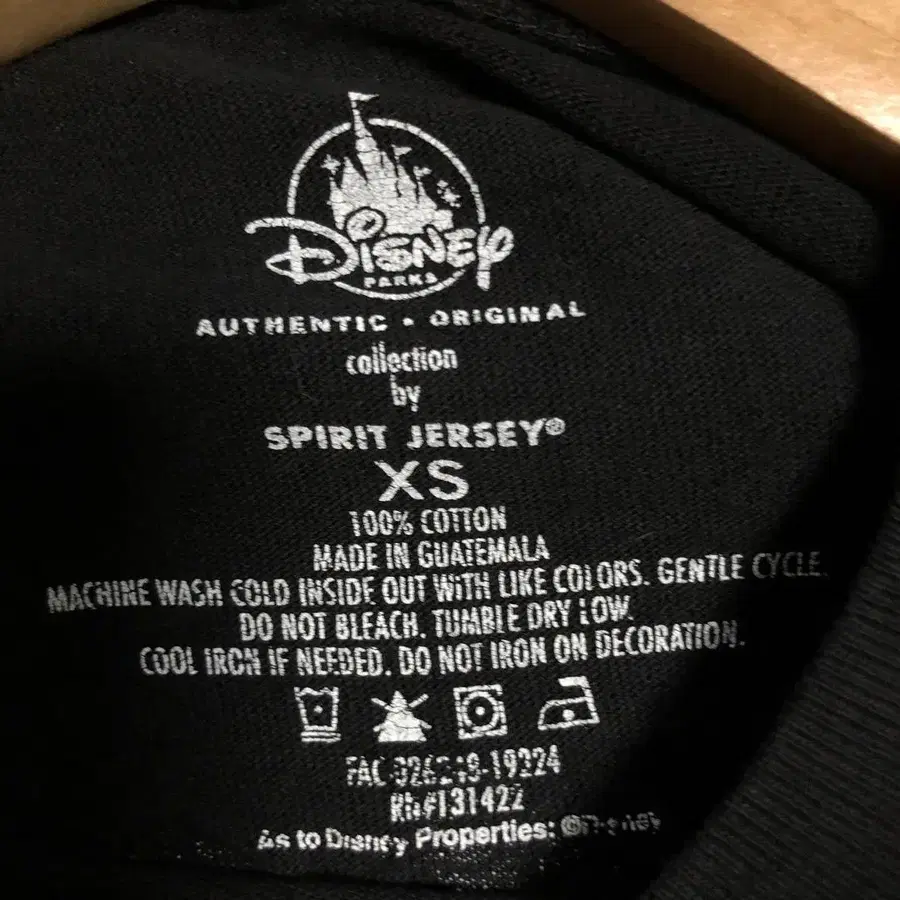 Disney
PARKS
AUTHENTIC • ORIGINAL
collection
by
SPIRIT JERSEY®
XS
100% COTTON
MADE IN GUATEMALA
MACHINE WASH COLD INSIDE OUT WITH LIKE COLORS. GENTLE CYCLE.
DO NOT BLEACH. TUMBLE DRY LOW.
COOL IRON IF NEEDED. DO NOT IRON ON DECORATION.
RN#131422
As to Disney Properties: ©Disney